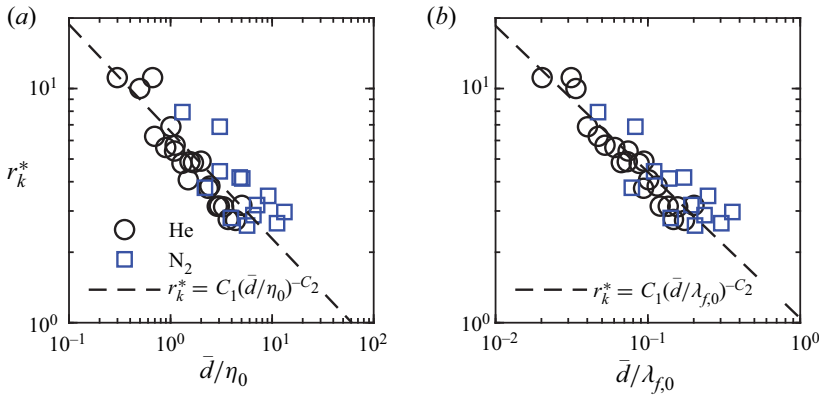 (a)
(b)
r*k
10¹
10⁰
He
N₂
r*k = C₁(d̄/η₀)^−C₂
10⁻¹ 10⁰ 10¹ 10²
d̄/η₀
10¹
10⁰
r*k = C₁(d̄/λf,0)^−C₂
10⁻² 10⁻¹ 10⁰
d̄/λf,0